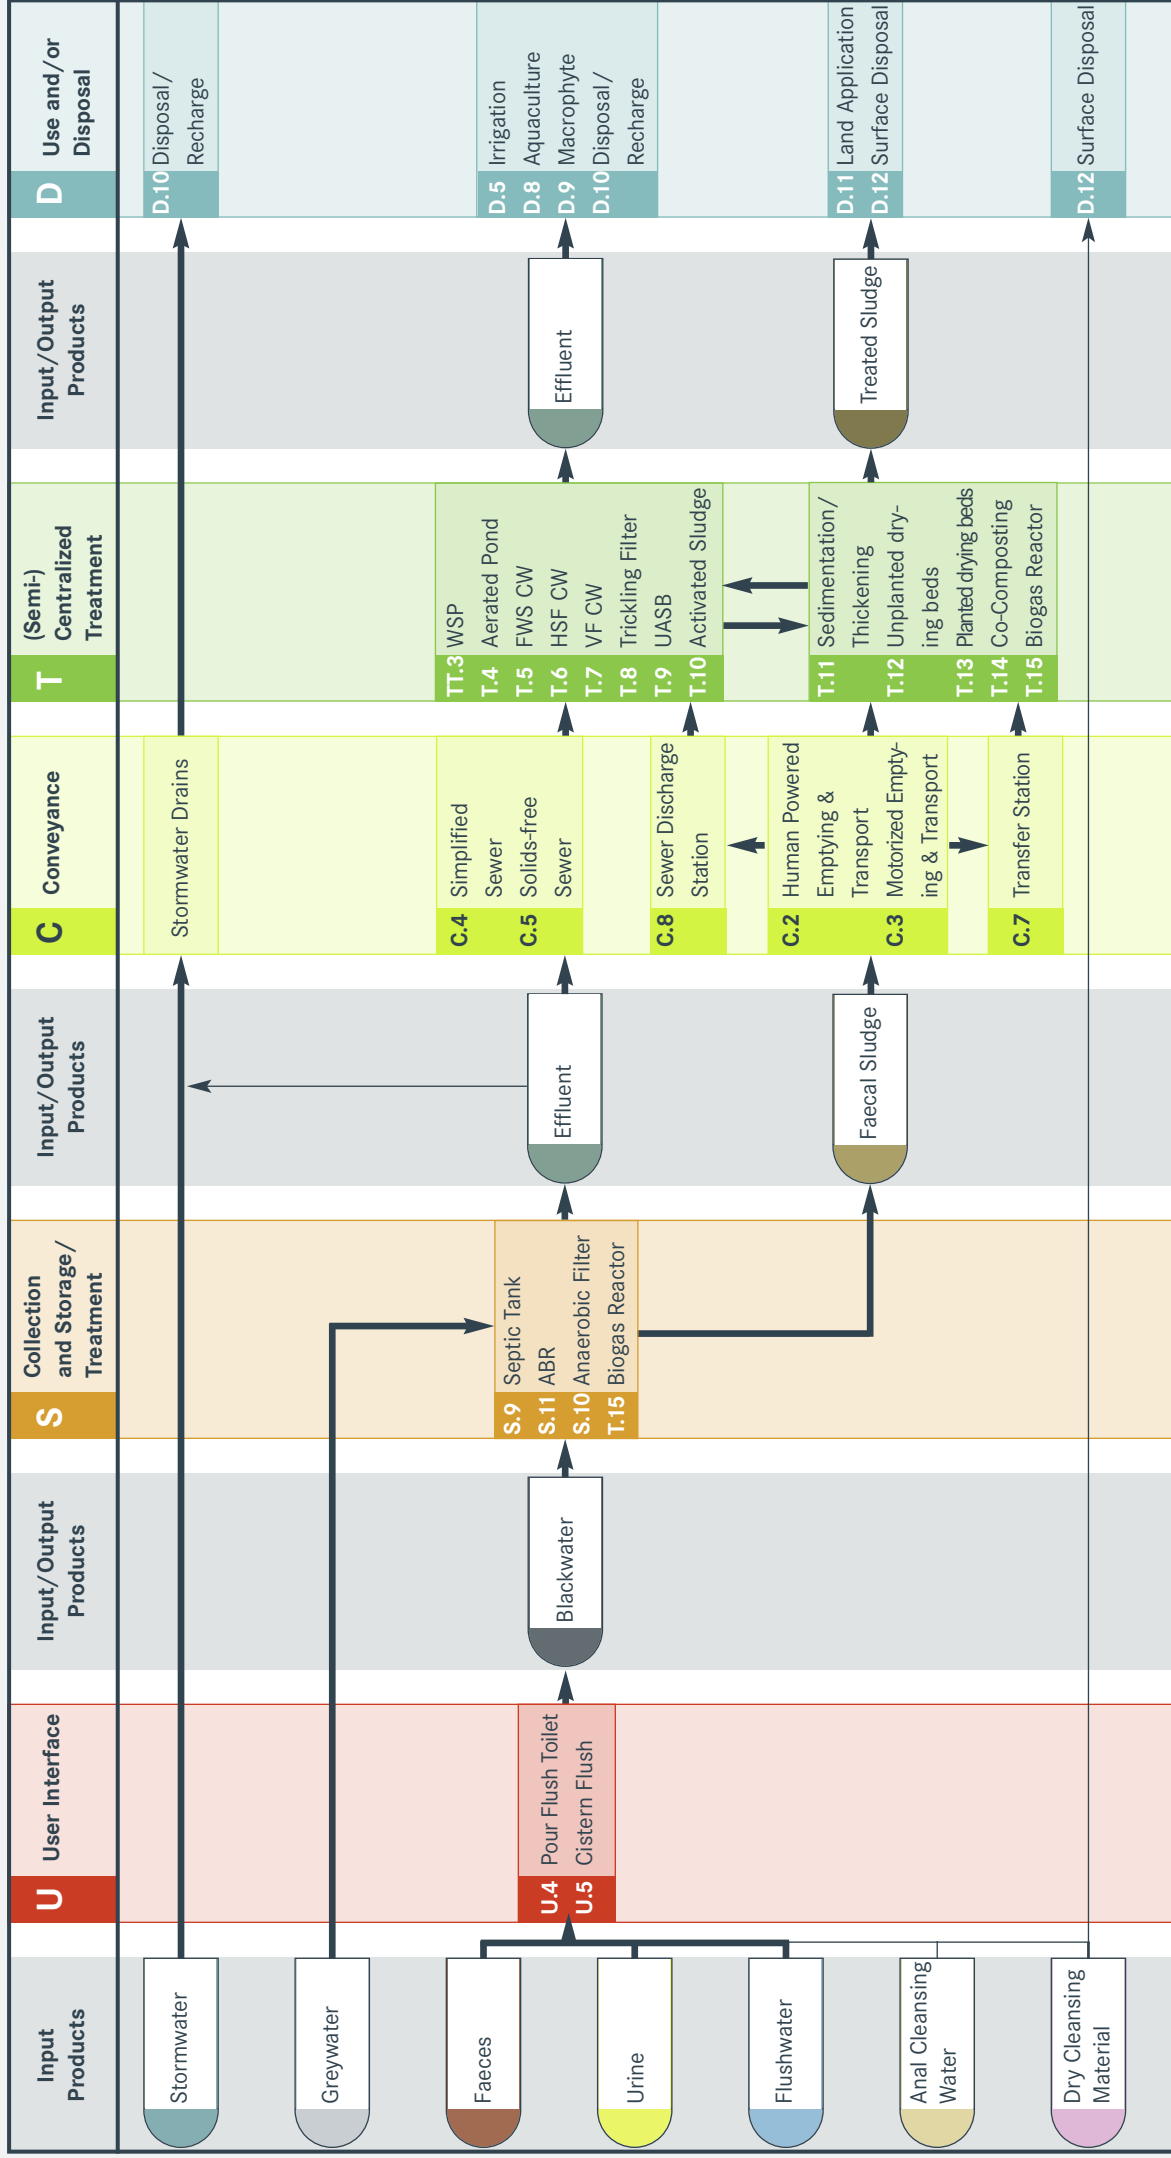 Input
Products
U
User Interface
Input/Output
Products
S
Collection
and Storage/
Treatment
Input/Output
Products
C
Conveyance
T
(Semi-)
Centralized
Treatment
Input/Output
Products
D
Use and/or
Disposal
Stormwater
Stormwater Drains
D.10 Disposal/
Recharge
Greywater
Faeces
Urine
Flushwater
Anal Cleansing
Water
Dry Cleansing
Material
U.4 Pour Flush Toilet
U.5 Cistern Flush
Blackwater
S.9 Septic Tank
S.11 ABR
S.10 Anaerobic Filter
T.15 Biogas Reactor
Effluent
Faecal Sludge
C.4 Simplified
Sewer
C.5 Solids-free
Sewer
C.8 Sewer Discharge
Station
C.2 Human Powered
Emptying &
Transport
C.3 Motorized Empty-
ing & Transport
C.7 Transfer Station
TT.3 WSP
T.4 Aerated Pond
T.5 FWS CW
T.6 HSF CW
T.7 VF CW
T.8 Trickling Filter
T.9 UASB
T.10 Activated Sludge
T.11 Sedimentation/
Thickening
T.12 Unplanted dry-
ing beds
T.13 Planted drying beds
T.14 Co-Composting
T.15 Biogas Reactor
Effluent
Treated Sludge
D.5 Irrigation
D.8 Aquaculture
D.9 Macrophyte
D.10 Disposal/
Recharge
D.11 Land Application
D.12 Surface Disposal
D.12 Surface Disposal